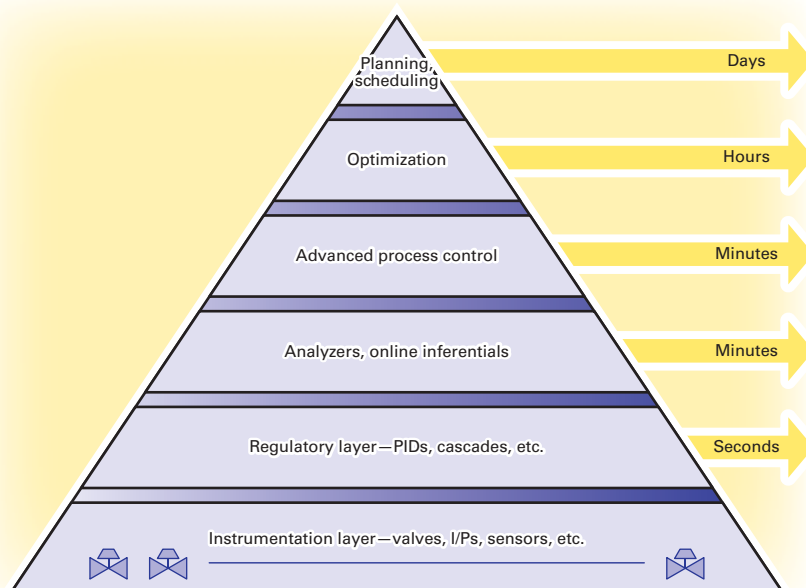 Planning,
scheduling
Days
Optimization
Hours
Advanced process control
Minutes
Analyzers, online inferentials
Minutes
Regulatory layer—PIDs, cascades, etc.
Seconds
Instrumentation layer—valves, I/Ps, sensors, etc.